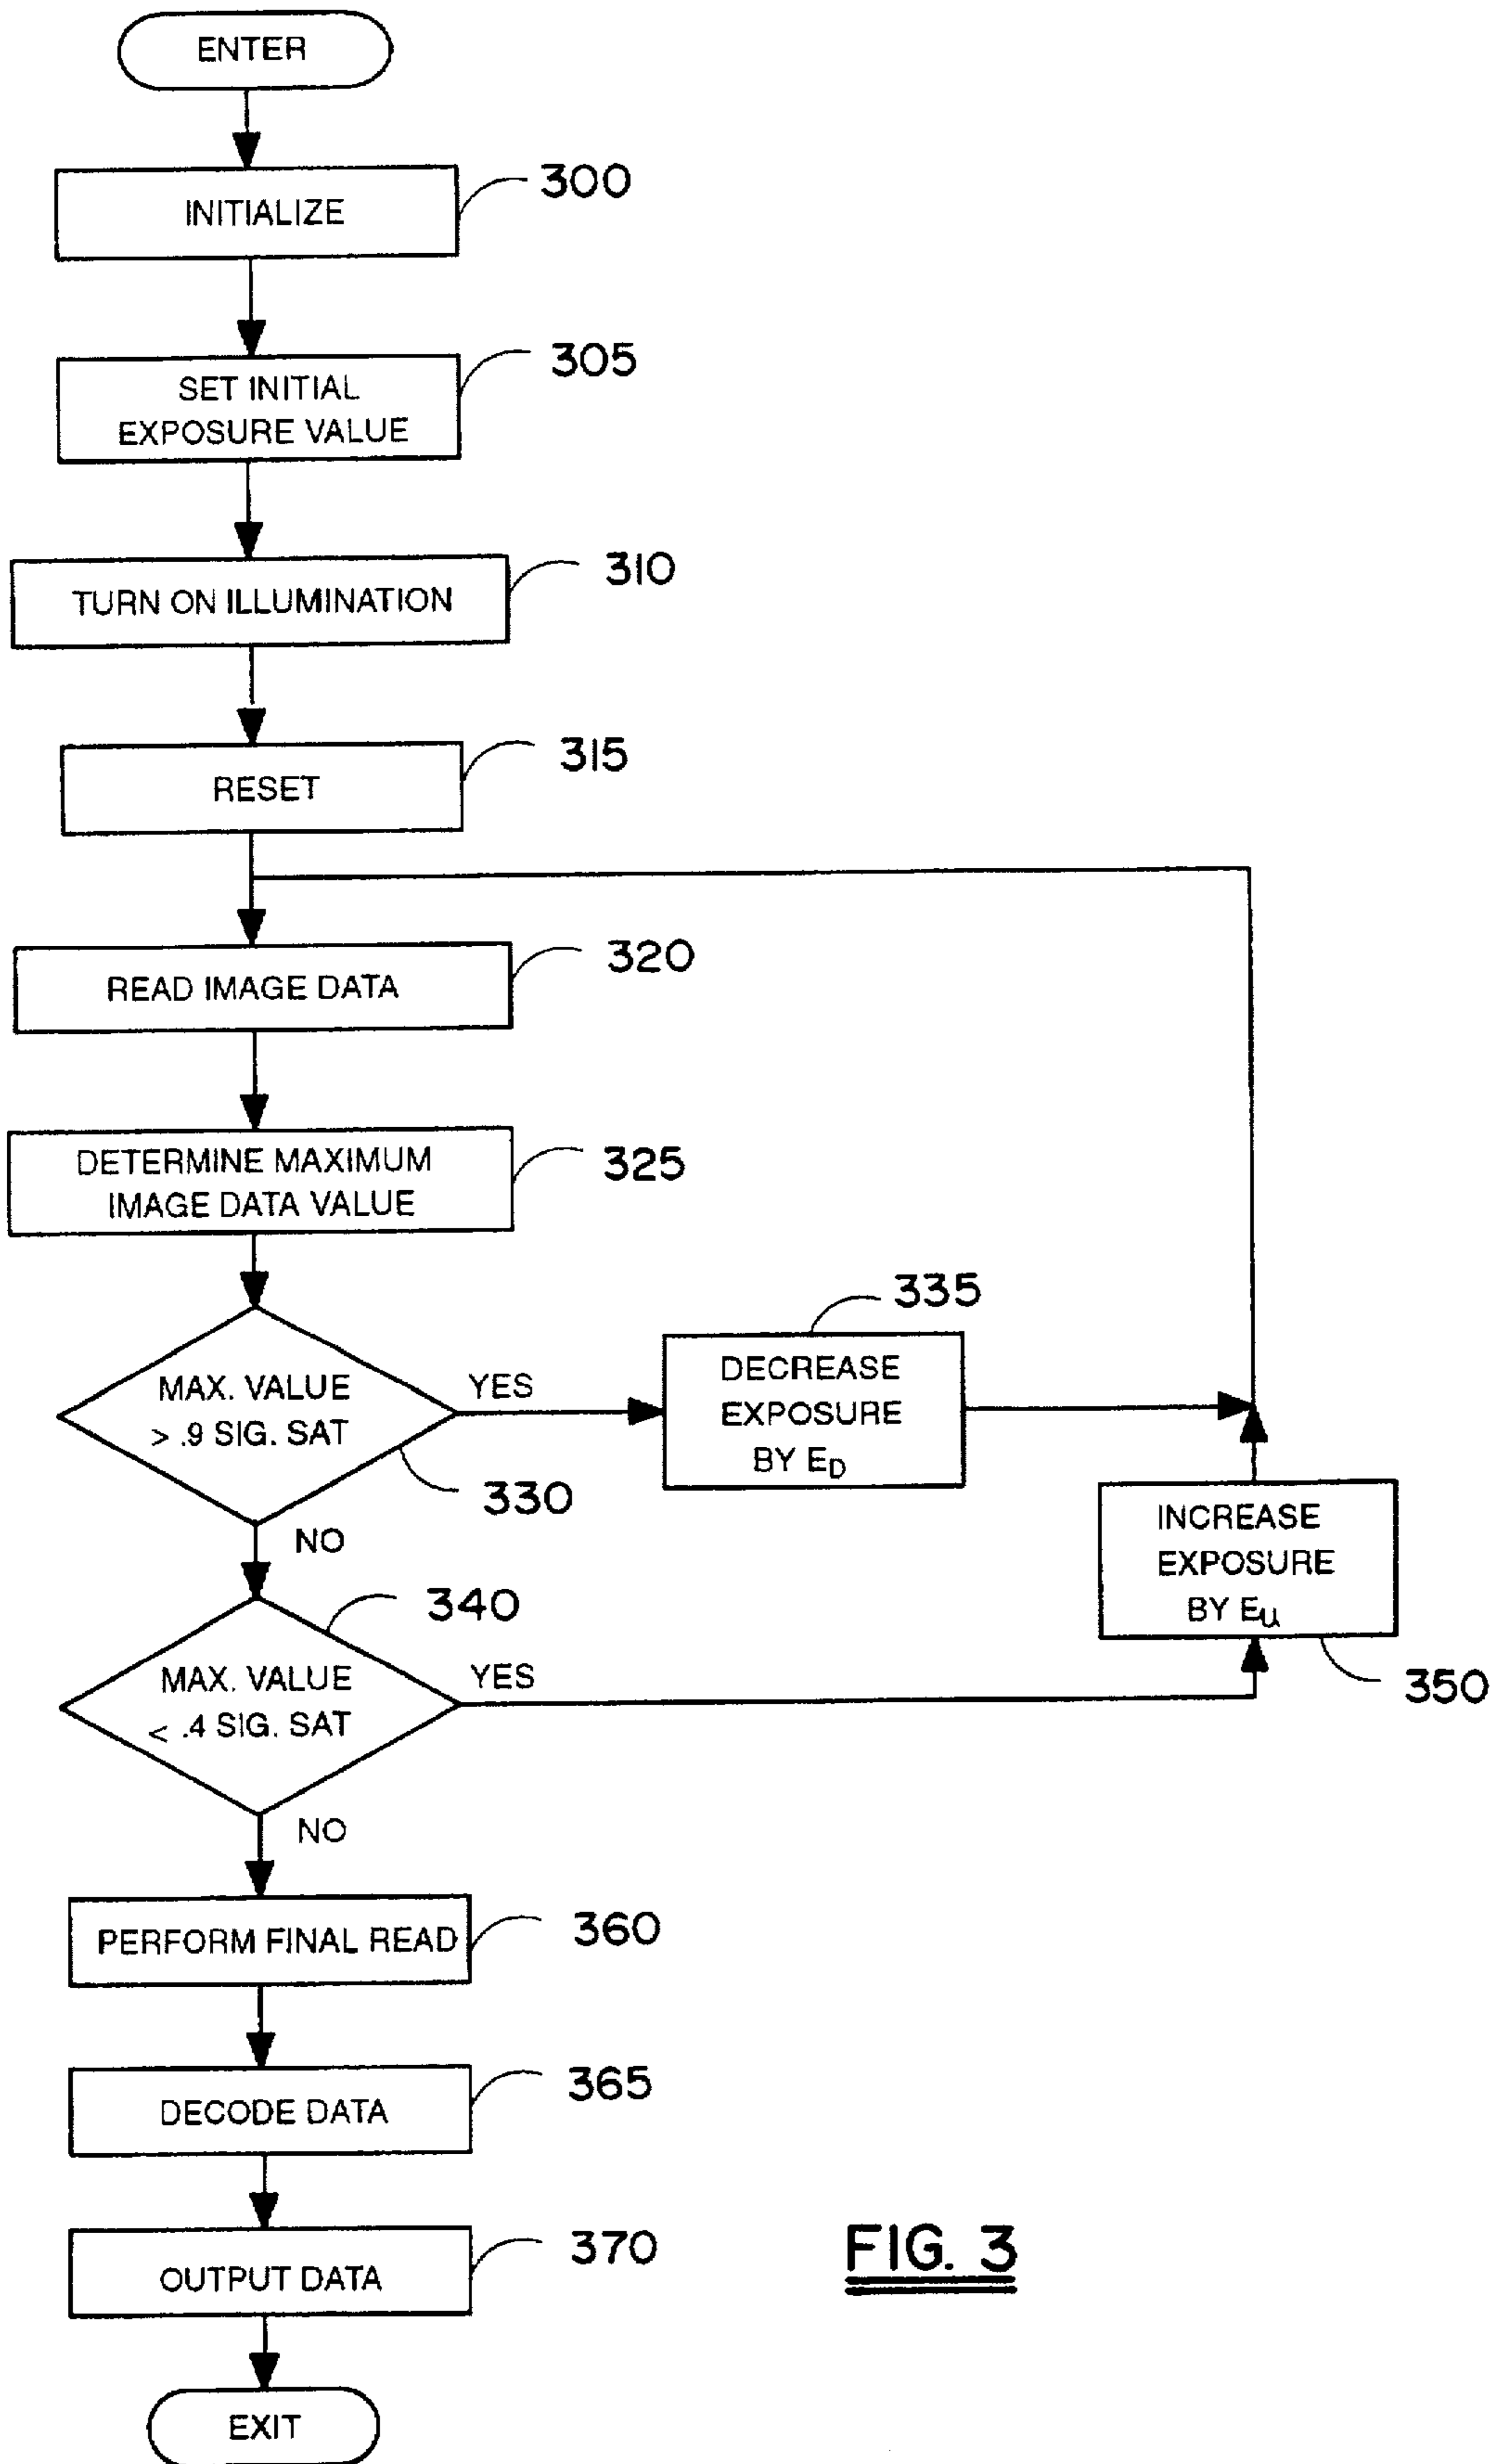 ENTER
INITIALIZE
300
SET INITIAL
EXPOSURE VALUE
305
TURN ON ILLUMINATION
310
RESET
315
READ IMAGE DATA
320
DETERMINE MAXIMUM
IMAGE DATA VALUE
325
MAX. VALUE
> .9 SIG. SAT
330
YES
NO
DECREASE
EXPOSURE
BY ED
335
MAX. VALUE
< .4 SIG. SAT
340
YES
NO
INCREASE
EXPOSURE
BY Eu
350
PERFORM FINAL READ
360
DECODE DATA
365
OUTPUT DATA
370
EXIT
FIG. 3